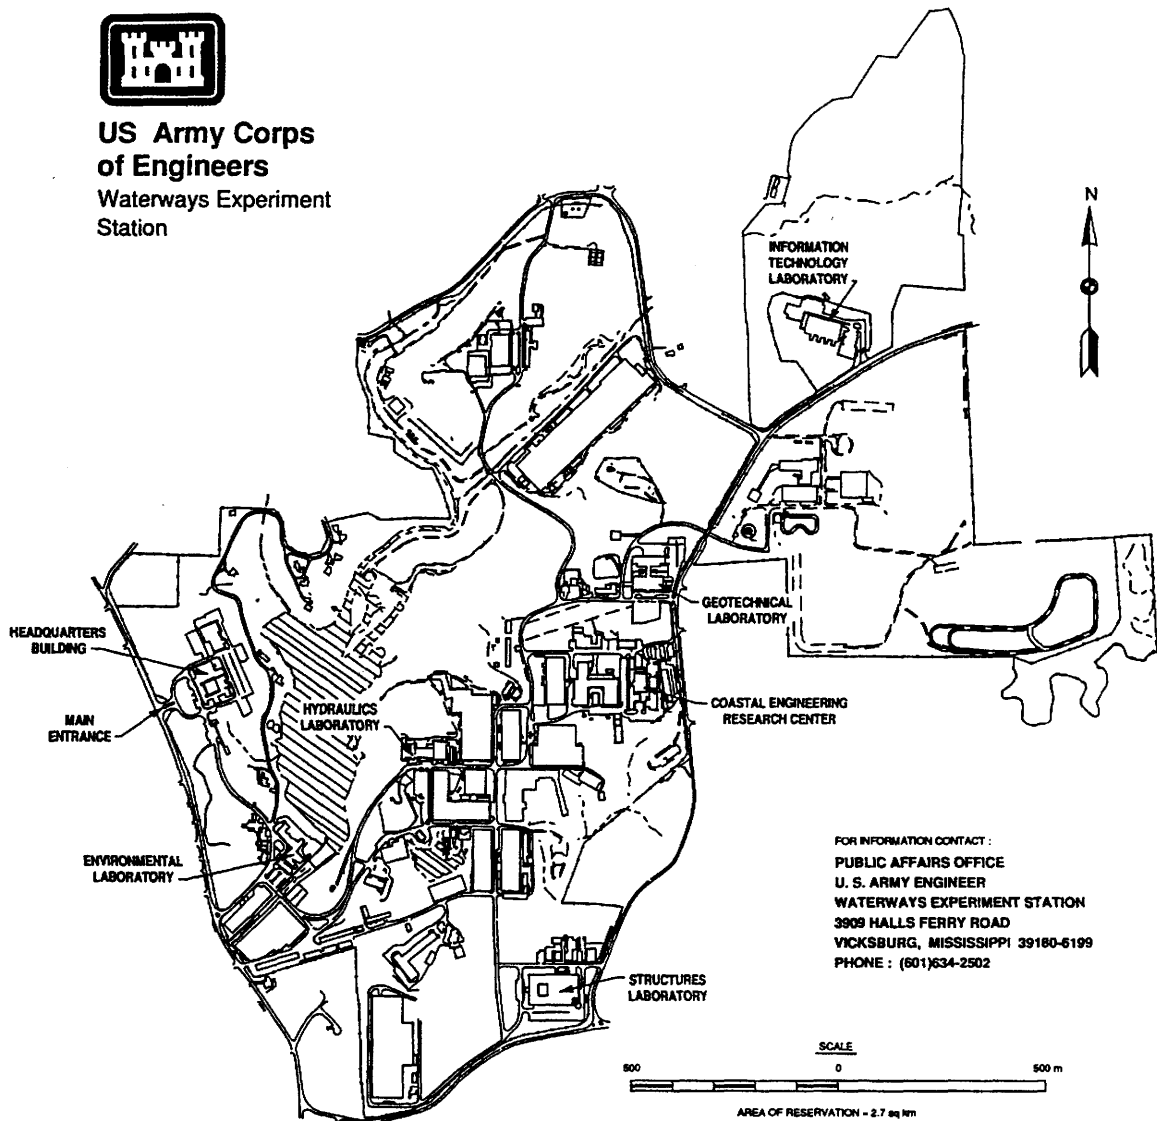 US Army Corps
of Engineers
Waterways Experiment
Station
N
INFORMATION
TECHNOLOGY
LABORATORY
GEOTECHNICAL
LABORATORY
HEADQUARTERS
BUILDING
MAIN
ENTRANCE
HYDRAULICS
LABORATORY
COASTAL ENGINEERING
RESEARCH CENTER
ENVIRONMENTAL
LABORATORY
STRUCTURES
LABORATORY
FOR INFORMATION CONTACT :
PUBLIC AFFAIRS OFFICE
U. S. ARMY ENGINEER
WATERWAYS EXPERIMENT STATION
3909 HALLS FERRY ROAD
VICKSBURG, MISSISSIPPI 39180-6199
PHONE : (601)634-2502
SCALE
500 0 500 m
AREA OF RESERVATION = 2.7 sq km